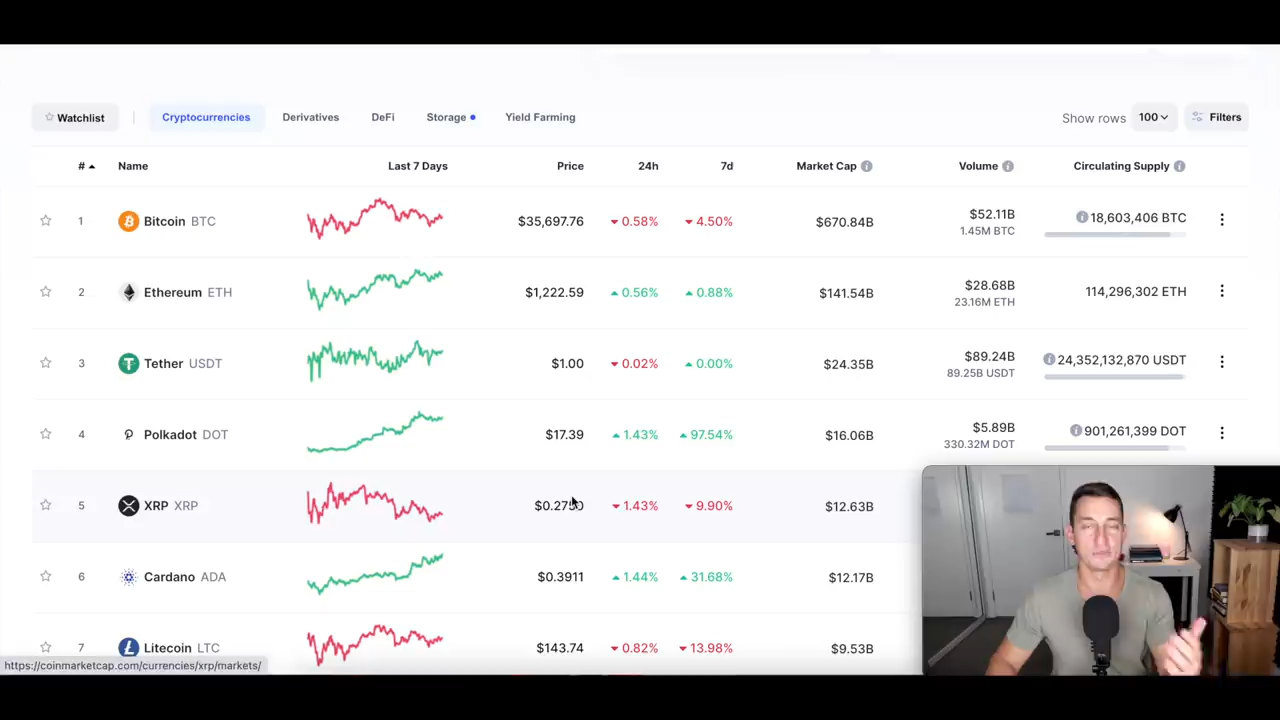 Watchlist Cryptocurrencies Derivatives DeFi Storage Yield Farming Show rows 100 Filters
# Name Last 7 Days Price 24h 7d Market Cap Volume Circulating Supply
1 Bitcoin BTC $35,697.76 0.58% 4.50% $670.84B $52.11B 18,603,406 BTC
1.45M BTC
2 Ethereum ETH $1,222.59 0.56% 0.88% $141.54B $28.68B 114,296,302 ETH
23.16M ETH
3 Tether USDT $1.00 0.02% 0.00% $24.35B $89.24B 24,352,132,870 USDT
89.25B USDT
4 Polkadot DOT $17.39 1.43% 97.54% $16.06B $5.89B 901,261,399 DOT
330.32M DOT
5 XRP XRP 1.43% 9.90% $12.63B
6 Cardano ADA $0.3911 1.44% 31.68% $12.17B
7 Litecoin LTC $143.74 0.82% 13.98% $9.53B
https://coinmarketcap.com/currencies/xrp/markets/